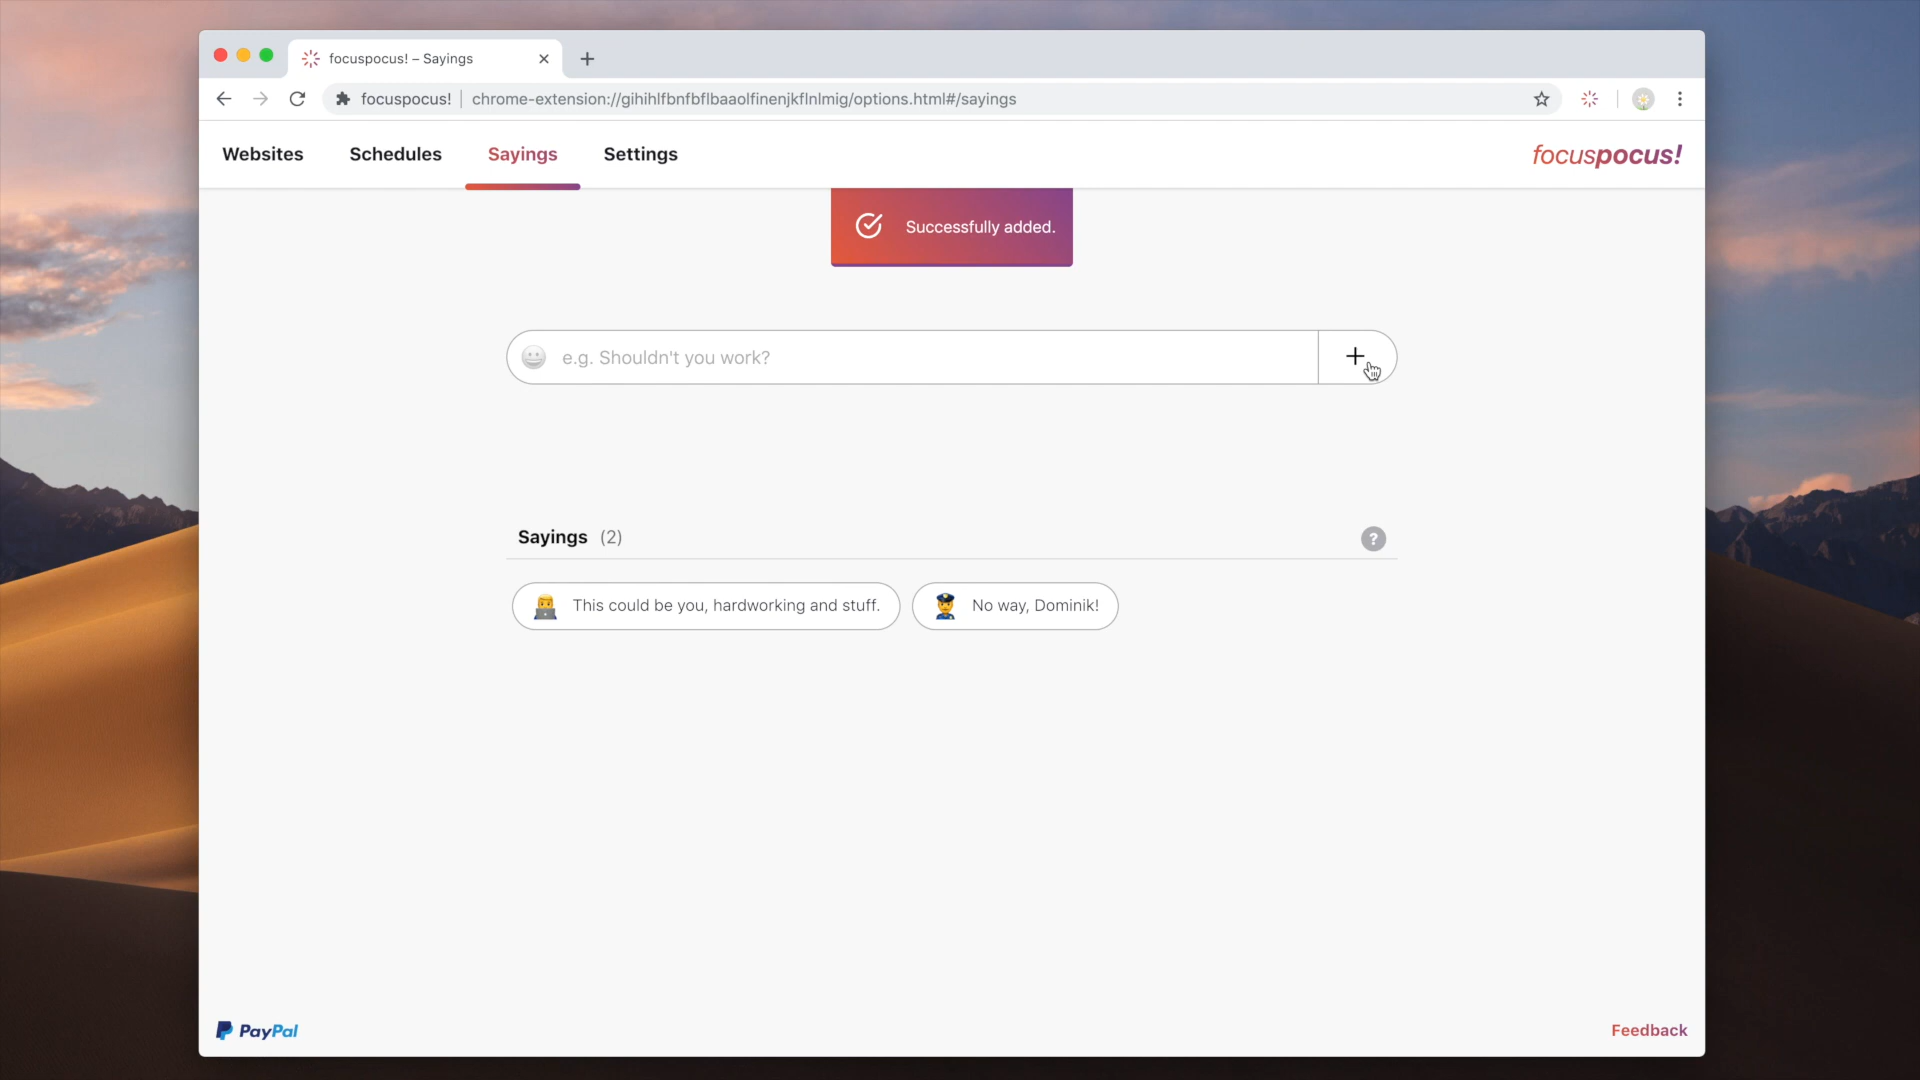 focuspocus! – Sayings
focuspocus! chrome-extension://gihihlfbnfbflbaaolfinenjkflnlmig/options.html#/sayings
Websites Schedules Sayings Settings focuspocus!
Successfully added.
e.g. Shouldn't you work?
Sayings (2) ?
This could be you, hardworking and stuff. No way, Dominik!
PayPal Feedback